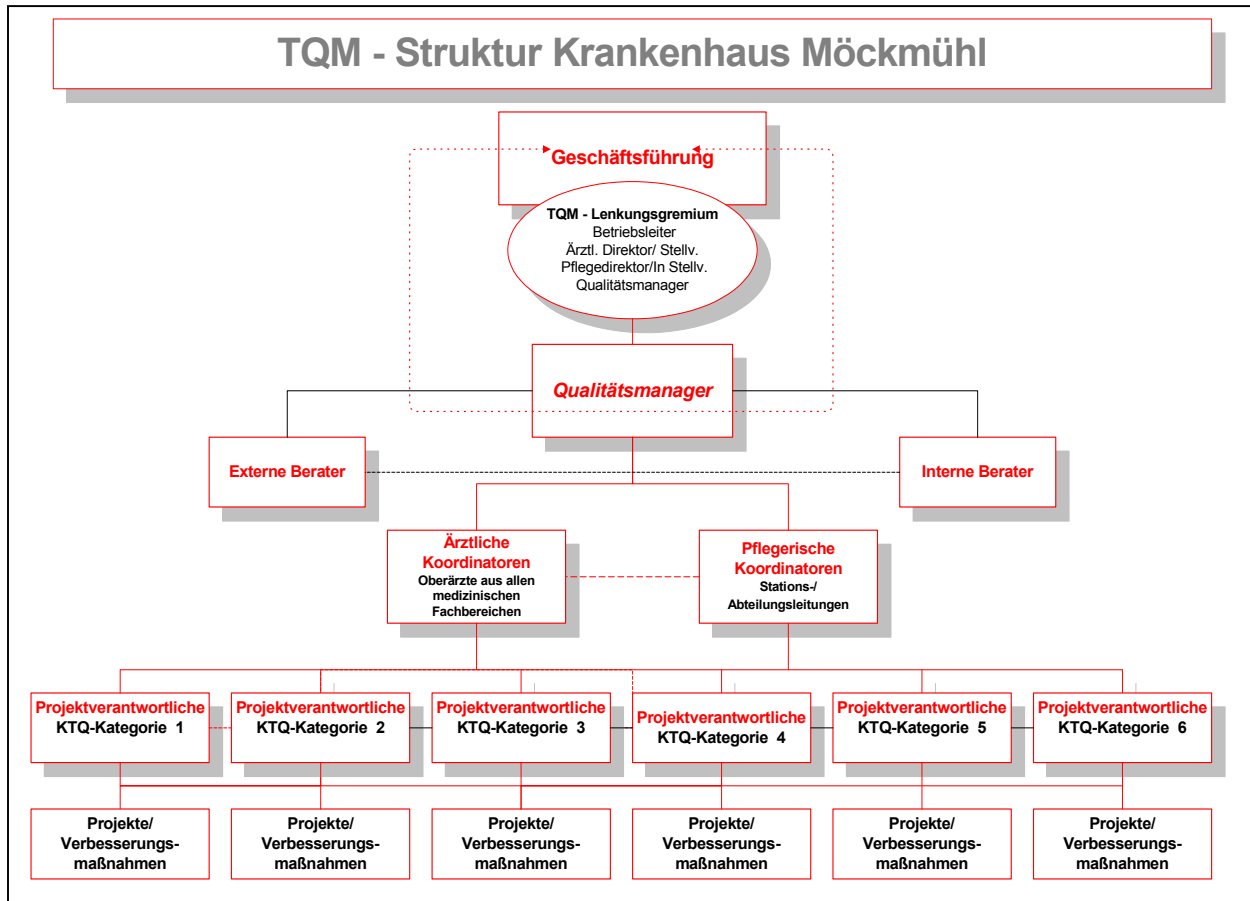 TQM - Struktur Krankenhaus Möckmühl
Geschäftsführung
TQM - Lenkungsgremium
Betriebsleiter
Ärztl. Direktor/ Stellv.
Pflegedirektor/In Stellv.
Qualitätsmanager
Qualitätsmanager
Externe Berater
Interne Berater
Ärztliche
Koordinatoren
Oberärzte aus allen
medizinischen
Fachbereichen
Pflegerische
Koordinatoren
Stations-/
Abteilungsleitungen
Projektverantwortliche
KTQ-Kategorie 1
Projektverantwortliche
KTQ-Kategorie 2
Projektverantwortliche
KTQ-Kategorie 3
Projektverantwortliche
KTQ-Kategorie 4
Projektverantwortliche
KTQ-Kategorie 5
Projektverantwortliche
KTQ-Kategorie 6
Projekte/
Verbesserungs-
maßnahmen
Projekte/
Verbesserungs-
maßnahmen
Projekte/
Verbesserungs-
maßnahmen
Projekte/
Verbesserungs-
maßnahmen
Projekte/
Verbesserungs-
maßnahmen
Projekte/
Verbesserungs-
maßnahmen